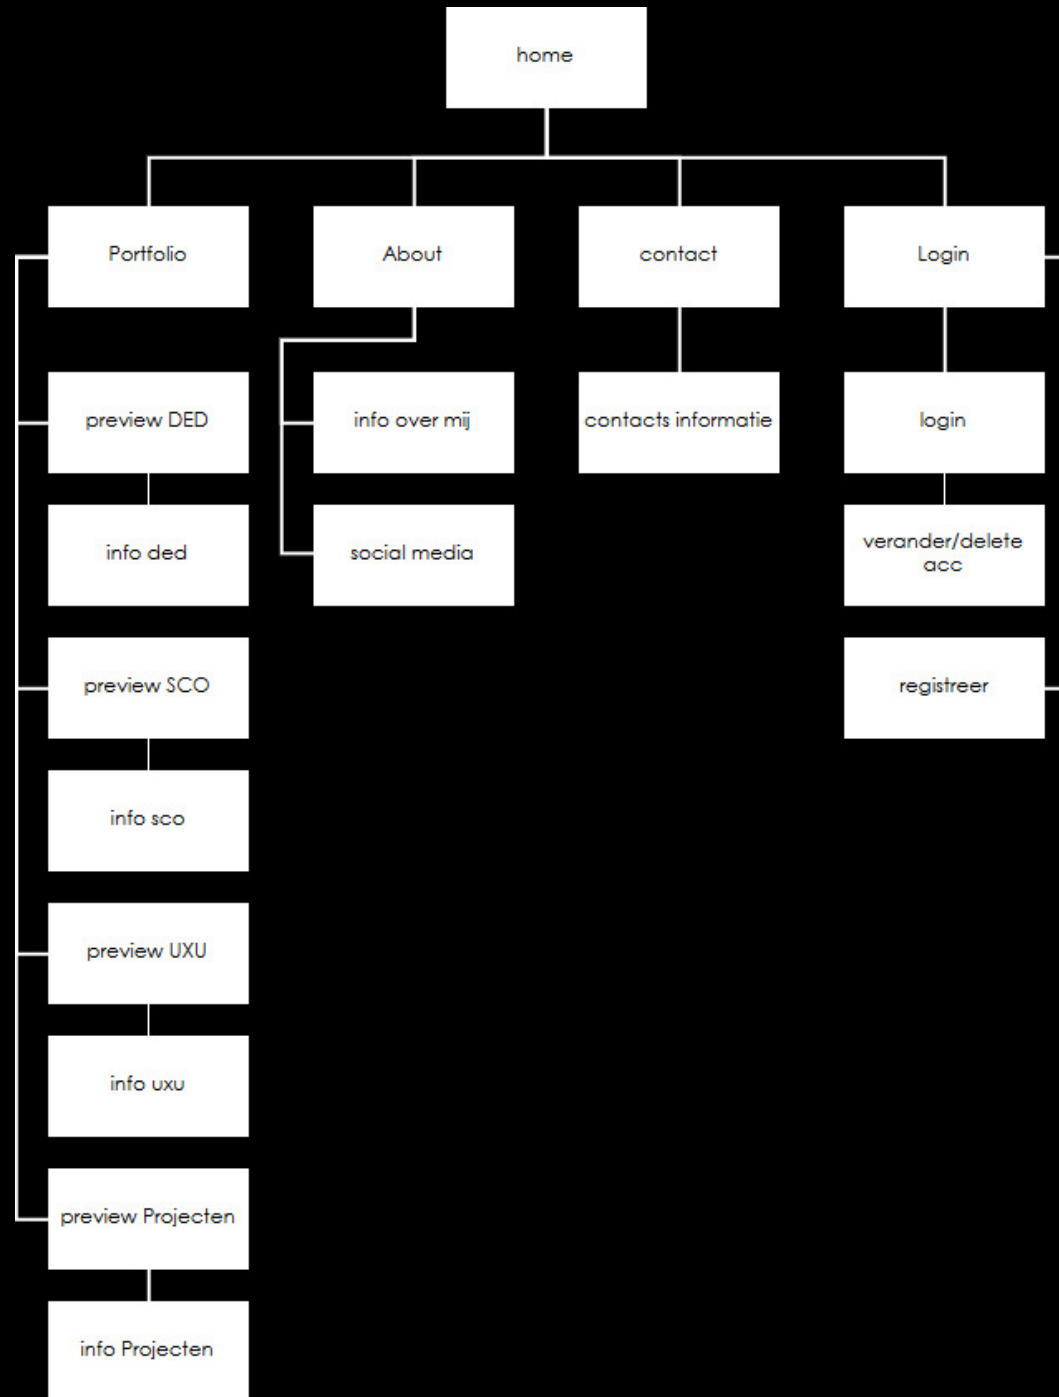 home
Portfolio
About
contact
Login
preview DED
info over mij
contacts informatie
login
info ded
social media
verander/delete
acc
preview SCO
registreer
info sco
preview UXU
info uxu
preview Projecten
info Projecten